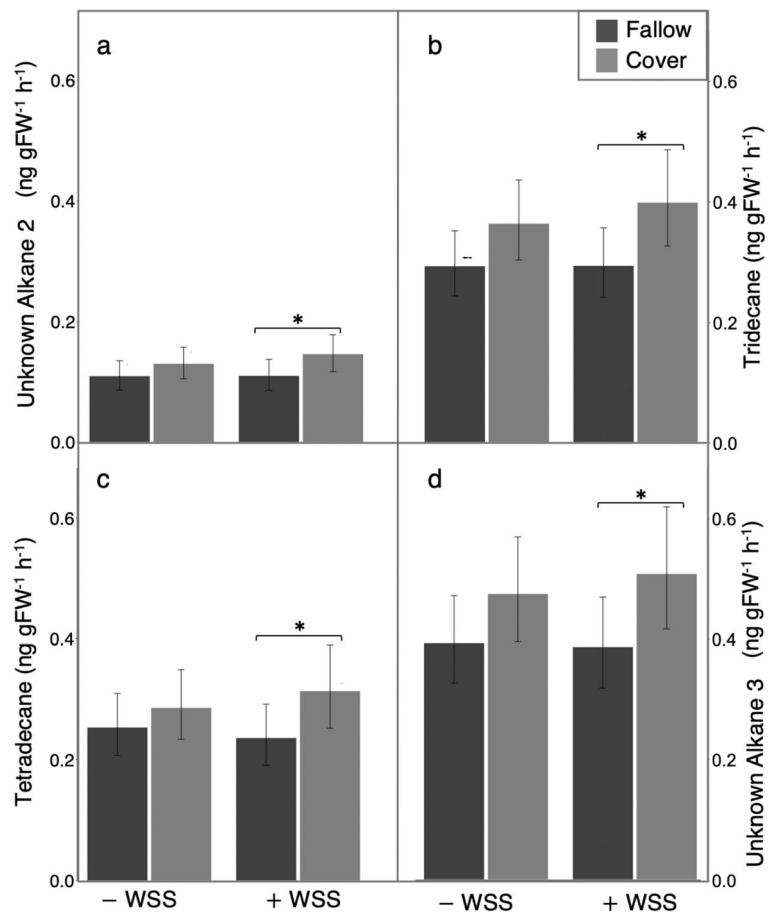 a
b
Fallow
Cover
Unknown Alkane 2 (ng gFW⁻¹ h⁻¹)
0.6
0.4
0.2
0.0
*
*
0.6
0.4
0.2
0.0
Tridecane (ng gFW⁻¹ h⁻¹)
c
d
Tetradecane (ng gFW⁻¹ h⁻¹)
0.6
0.4
0.2
0.0
*
*
0.6
0.4
0.2
0.0
Unknown Alkane 3 (ng gFW⁻¹ h⁻¹)
− WSS
+ WSS
− WSS
+ WSS